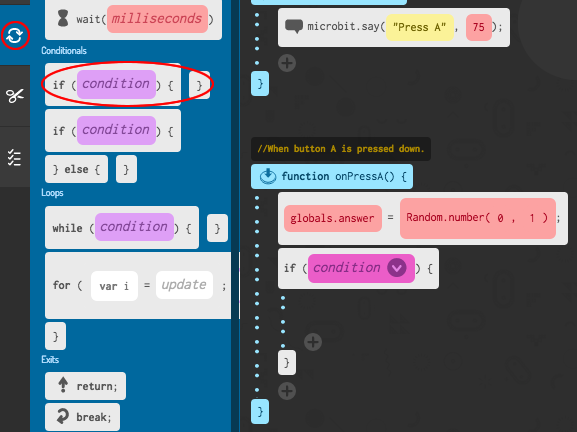 wait( milliseconds )
Conditionals
if ( condition ) { }
if ( condition ) {
} else { }
Loops
while ( condition ) { }
for ( var i = update ;
}
Exits
return;
break;
microbit.say( "Press A" , 75 );
}
//When button A is pressed down.
function onPressA() {
globals.answer = Random.number( 0 , 1 ) ;
if ( condition ) {
}
}